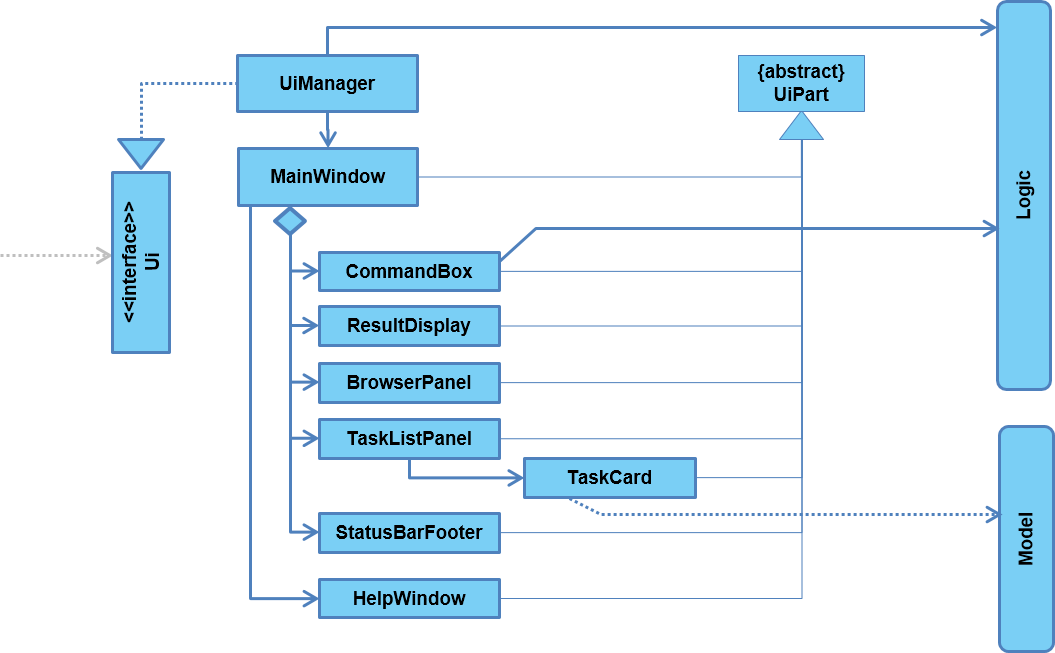 UiManager
{abstract}
UiPart
MainWindow
<<interface>>
Ui
Logic
CommandBox
ResultDisplay
BrowserPanel
TaskListPanel
TaskCard
StatusBarFooter
HelpWindow
Model